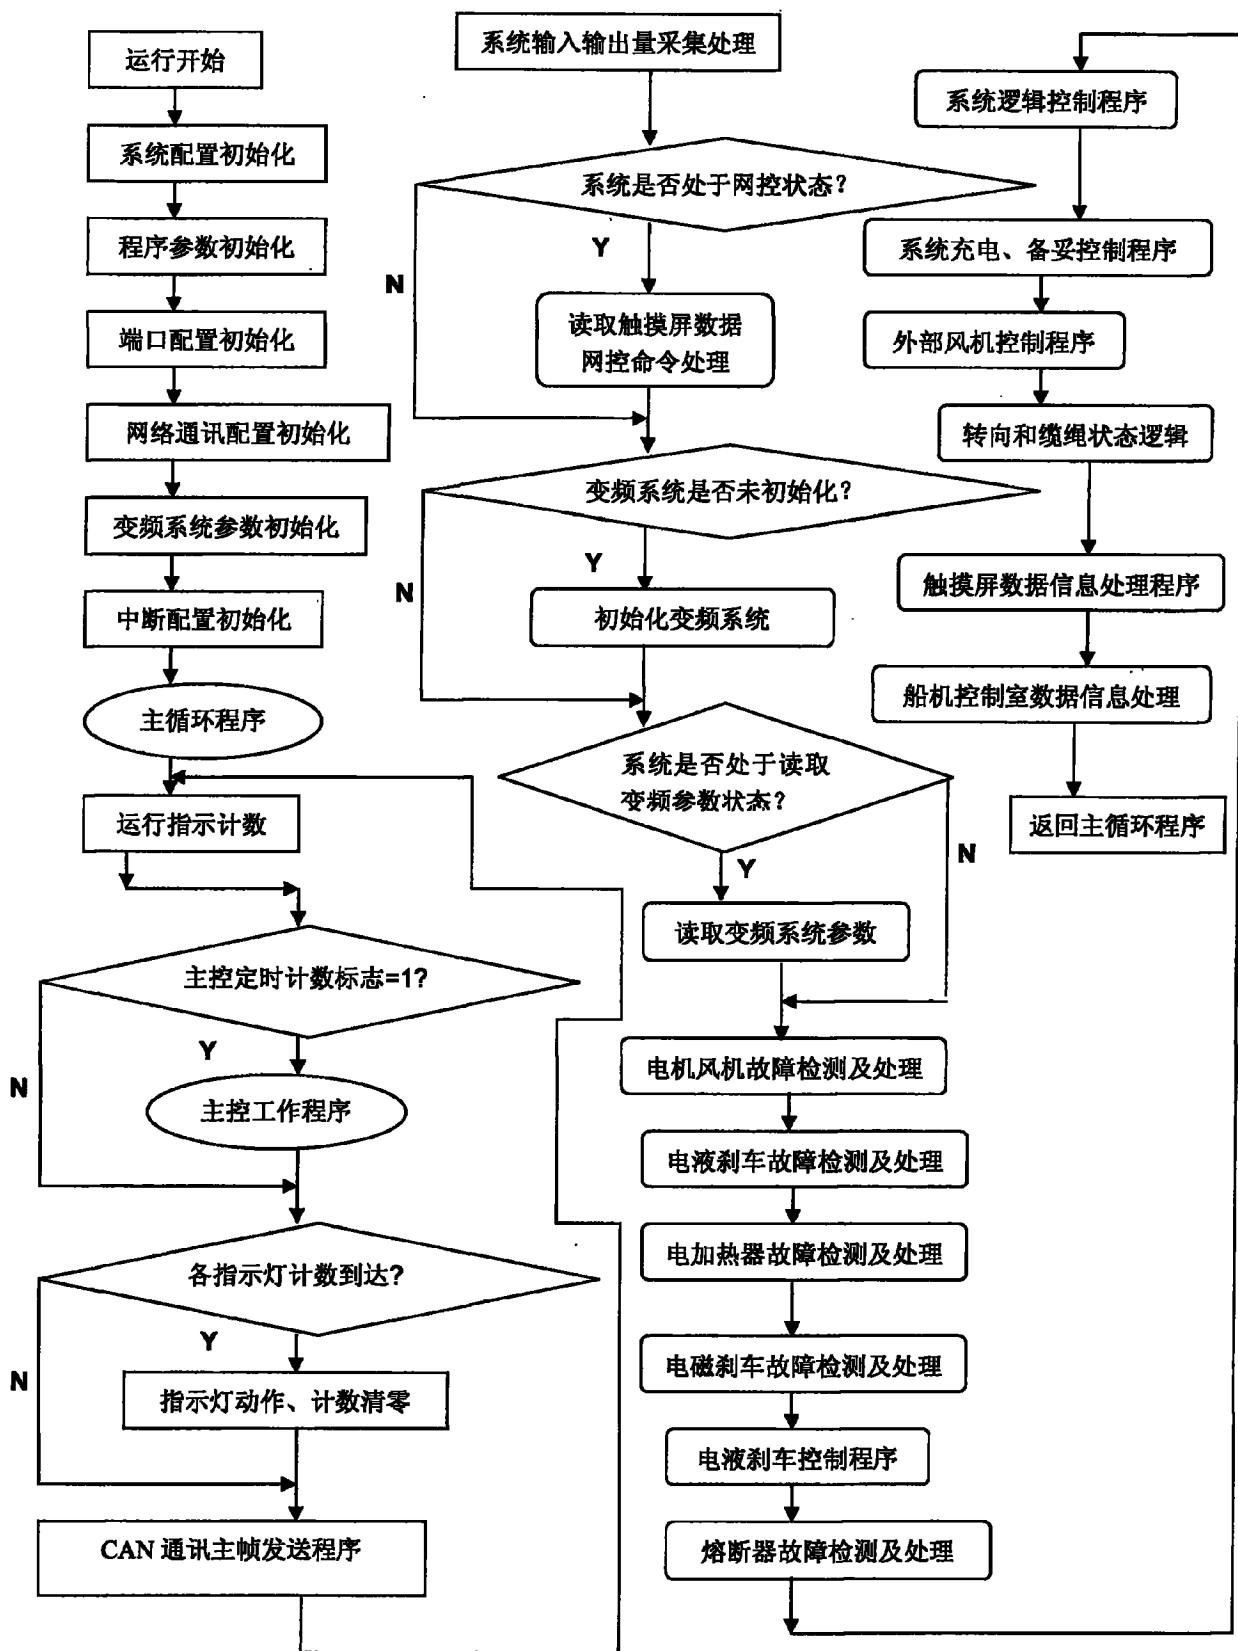 运行开始
系统配置初始化
程序参数初始化
端口配置初始化
网络通讯配置初始化
变频系统参数初始化
中断配置初始化
主循环程序
运行指示计数
主控定时计数标志=1?
Y
N
主控工作程序
各指示灯计数到达?
Y
N
指示灯动作、计数清零
CAN 通讯主帧发送程序
系统输入输出量采集处理
系统是否处于网控状态?
Y
N
读取触摸屏数据
网控命令处理
变频系统是否未初始化?
Y
N
初始化变频系统
系统是否处于读取
变频参数状态?
Y
N
读取变频系统参数
电机风机故障检测及处理
电液刹车故障检测及处理
电加热器故障检测及处理
电磁刹车故障检测及处理
电液刹车控制程序
熔断器故障检测及处理
系统逻辑控制程序
系统充电、备妥控制程序
外部风机控制程序
转向和缆绳状态逻辑
触摸屏数据信息处理程序
船机控制室数据信息处理
返回主循环程序